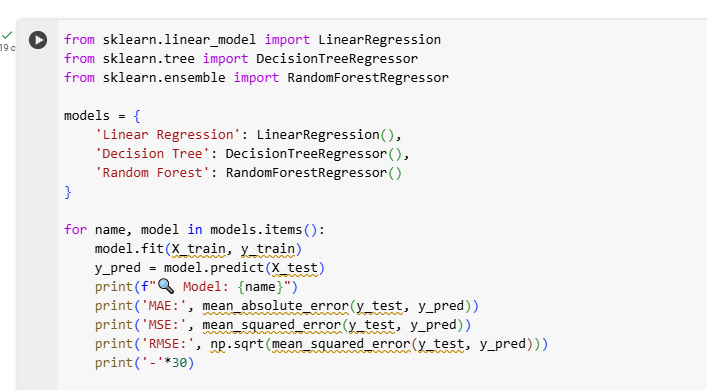 19 c
from sklearn.linear_model import LinearRegression
from sklearn.tree import DecisionTreeRegressor
from sklearn.ensemble import RandomForestRegressor

models = {
    'Linear Regression': LinearRegression(),
    'Decision Tree': DecisionTreeRegressor(),
    'Random Forest': RandomForestRegressor()
}

for name, model in models.items():
    model.fit(X_train, y_train)
    y_pred = model.predict(X_test)
    print(f"🔍 Model: {name}")
    print('MAE:', mean_absolute_error(y_test, y_pred))
    print('MSE:', mean_squared_error(y_test, y_pred))
    print('RMSE:', np.sqrt(mean_squared_error(y_test, y_pred)))
    print('-'*30)